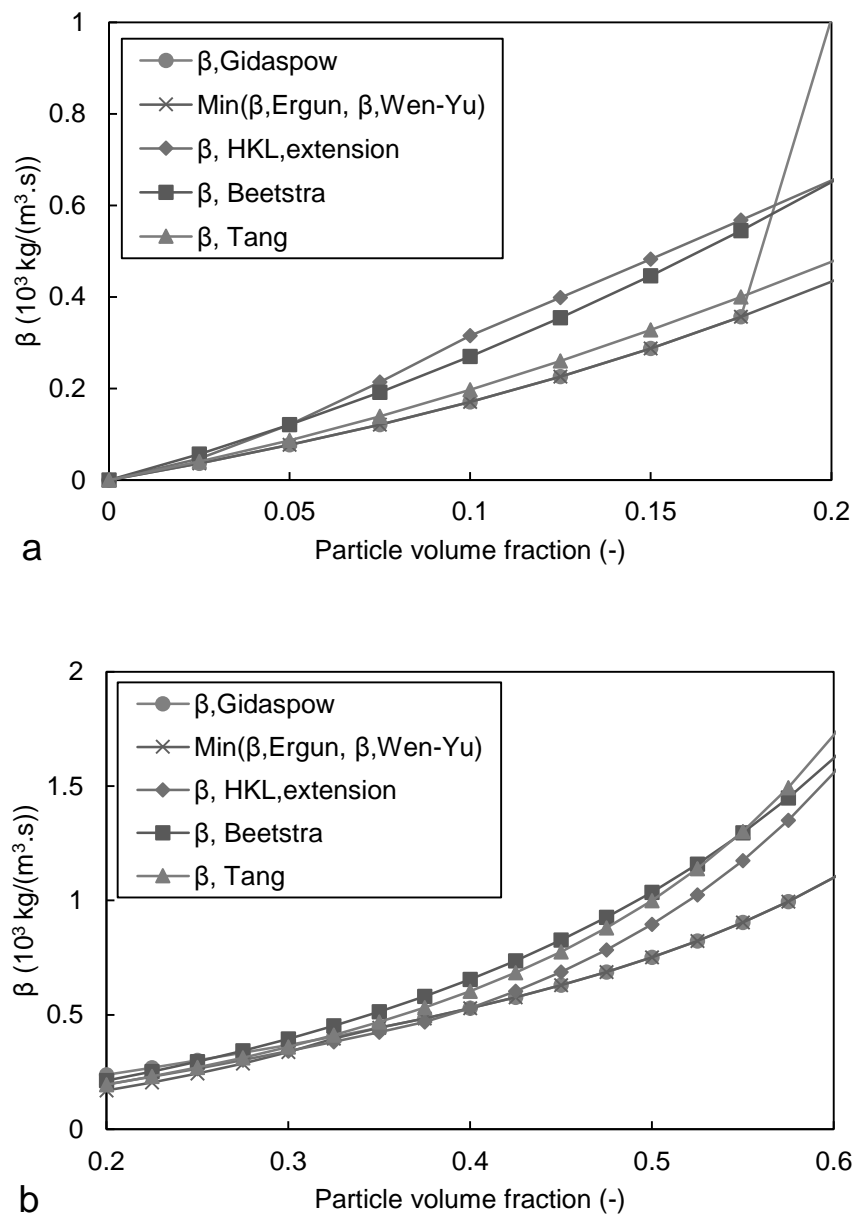 1
0.8
0.6
0.4
0.2
0
β (10³ kg/(m³.s))
β,Gidaspow
Min(β,Ergun, β,Wen-Yu)
β, HKL,extension
β, Beetstra
β, Tang
0 0.05 0.1 0.15 0.2
Particle volume fraction (-)
a
2
1.5
1
0.5
0
β (10³ kg/(m³.s))
β,Gidaspow
Min(β,Ergun, β,Wen-Yu)
β, HKL,extension
β, Beetstra
β, Tang
0.2 0.3 0.4 0.5 0.6
Particle volume fraction (-)
b